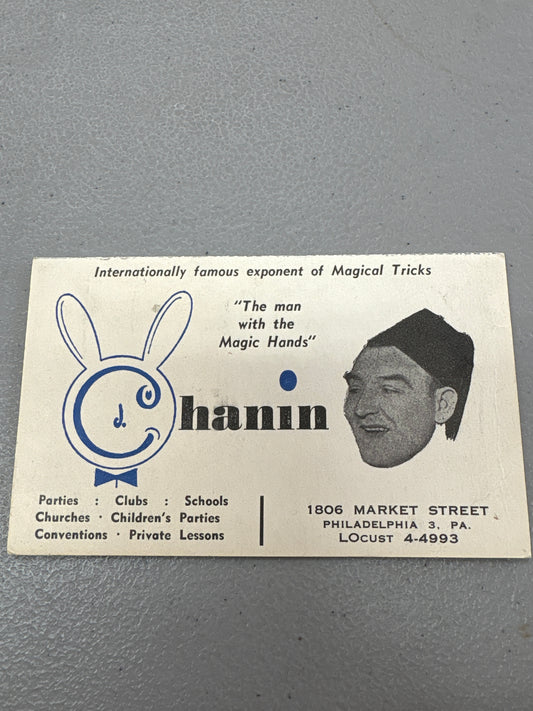 Internationally famous exponent of Magical Tricks
"The man
with the
Magic Hands"
J. Chanin
Parties : Clubs : Schools
Churches · Children's Parties
Conventions · Private Lessons
1806 MARKET STREET
PHILADELPHIA 3, PA.
LOcust 4-4993